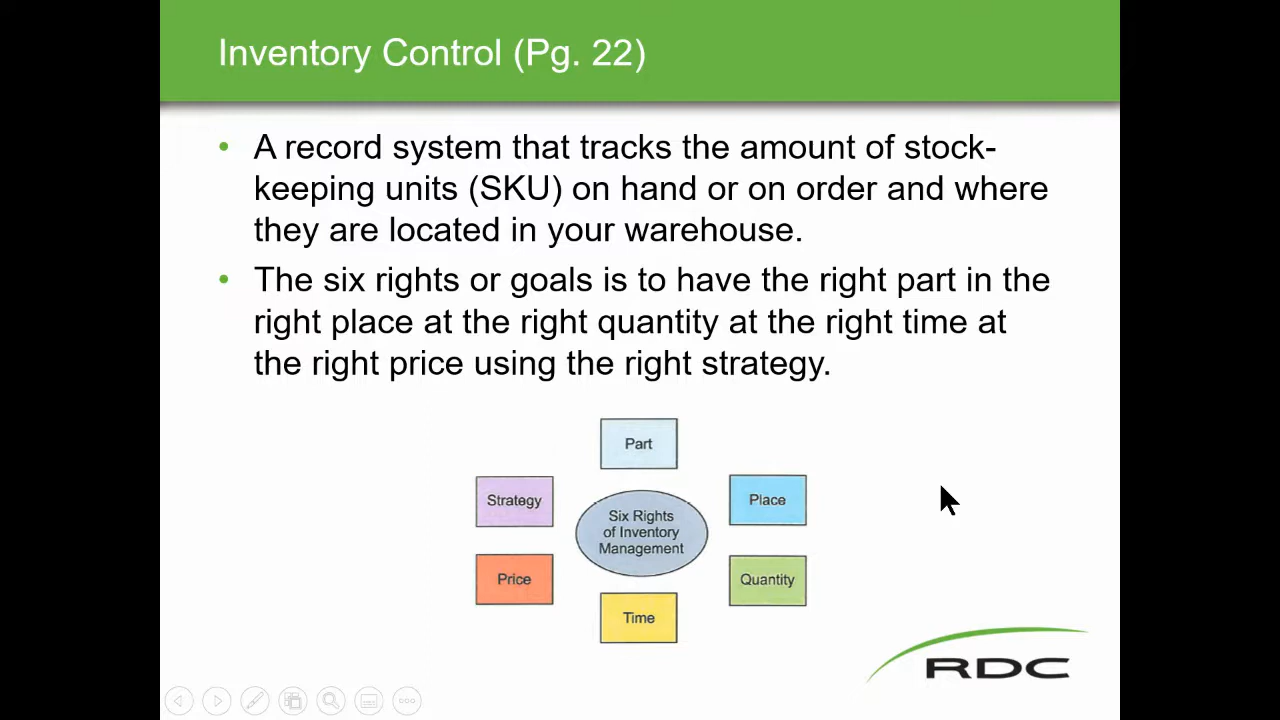 Inventory Control (Pg. 22)
• A record system that tracks the amount of stock-
keeping units (SKU) on hand or on order and where
they are located in your warehouse.
• The six rights or goals is to have the right part in the
right place at the right quantity at the right time at
the right price using the right strategy.
Part
Strategy
Place
Six Rights
of Inventory
Management
Price
Quantity
Time
RDC